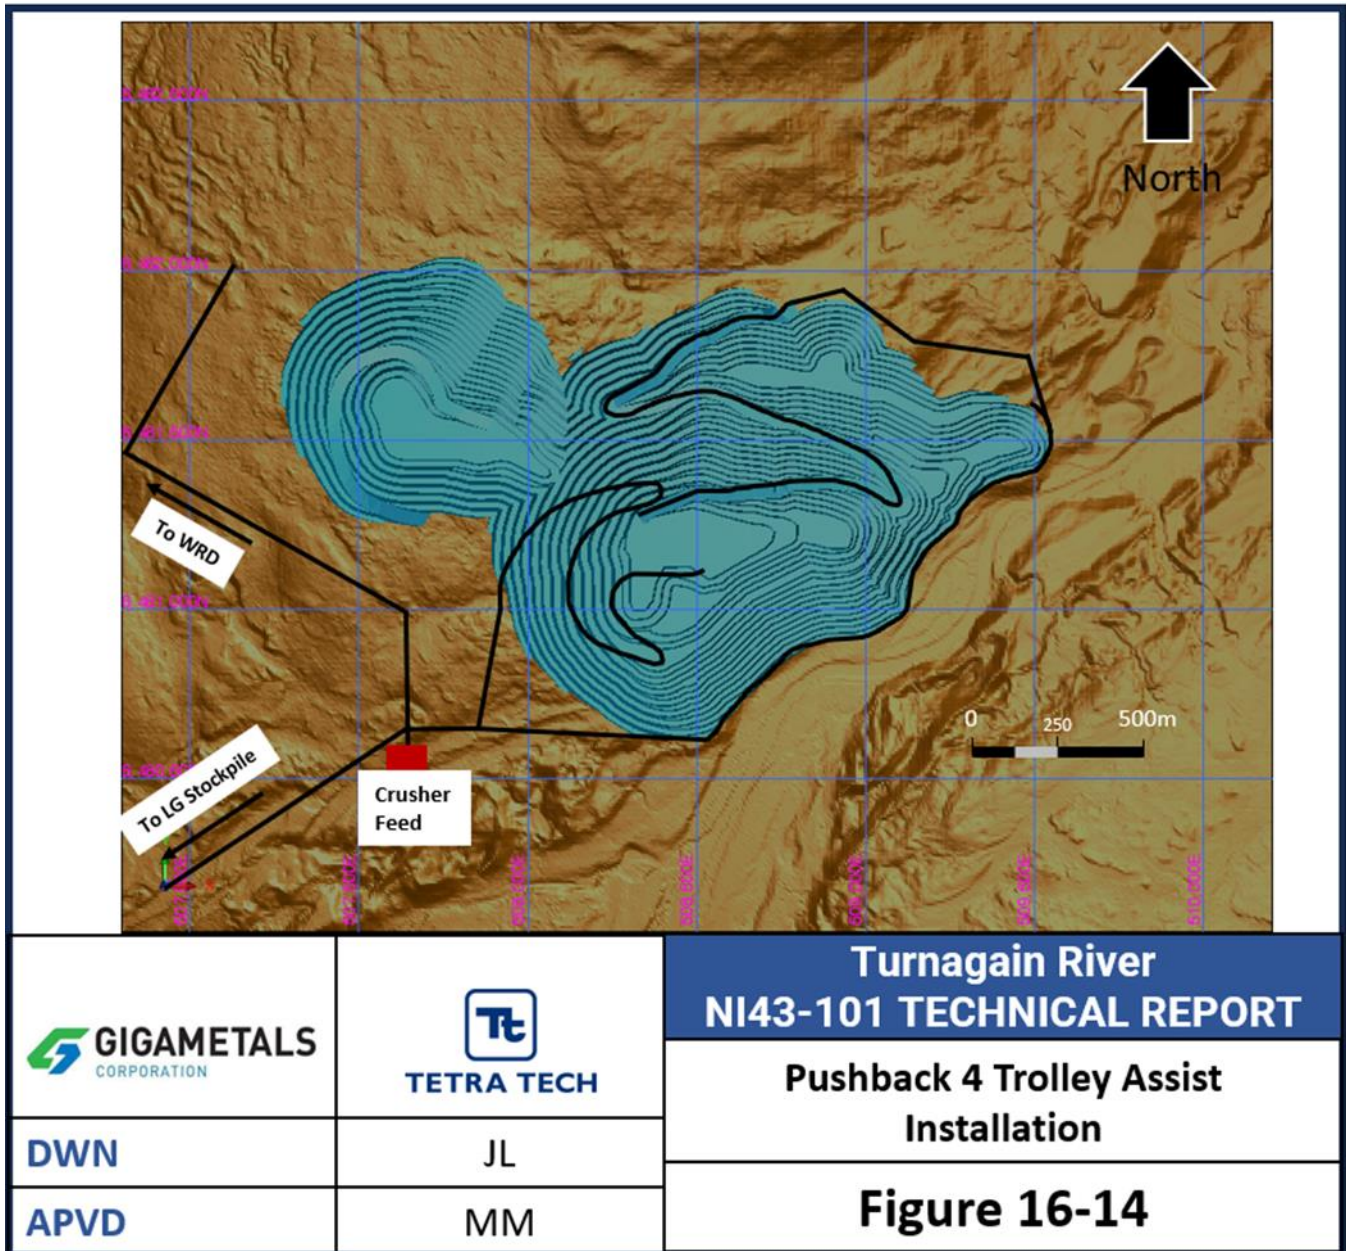 North
To WRD
0
250
500m
To LG Stockpile
Crusher
Feed
GIGAMETALS
CORPORATION
Tt
TETRA TECH
Turnagain River
NI43-101 TECHNICAL REPORT
Pushback 4 Trolley Assist
Installation
DWN
JL
APVD
MM
Figure 16-14